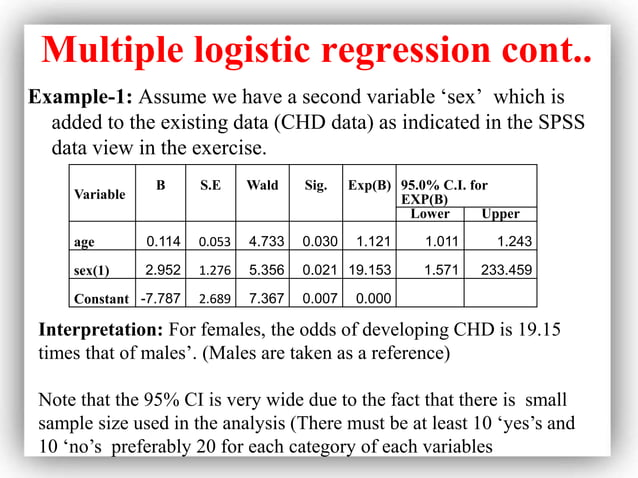 Multiple logistic regression cont..
Example-1: Assume we have a second variable ‘sex’ which is
added to the existing data (CHD data) as indicated in the SPSS
data view in the exercise.
Variable B S.E Wald Sig. Exp(B) 95.0% C.I. for
EXP(B)
Lower Upper
age 0.114 0.053 4.733 0.030 1.121 1.011 1.243
sex(1) 2.952 1.276 5.356 0.021 19.153 1.571 233.459
Constant -7.787 2.689 7.367 0.007 0.000
Interpretation: For females, the odds of developing CHD is 19.15
times that of males’. (Males are taken as a reference)
Note that the 95% CI is very wide due to the fact that there is small
sample size used in the analysis (There must be at least 10 ‘yes’s and
10 ‘no’s preferably 20 for each category of each variables